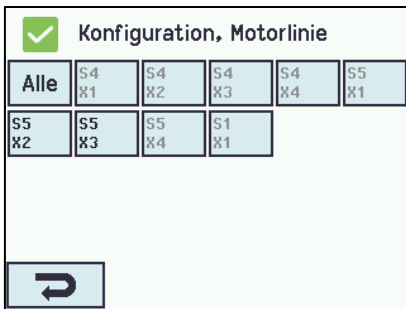 Konfiguration, Motorlinie
Alle
S4
X1
S4
X2
S4
X3
S4
X4
S5
X1
S5
X2
S5
X3
S5
X4
S1
X1